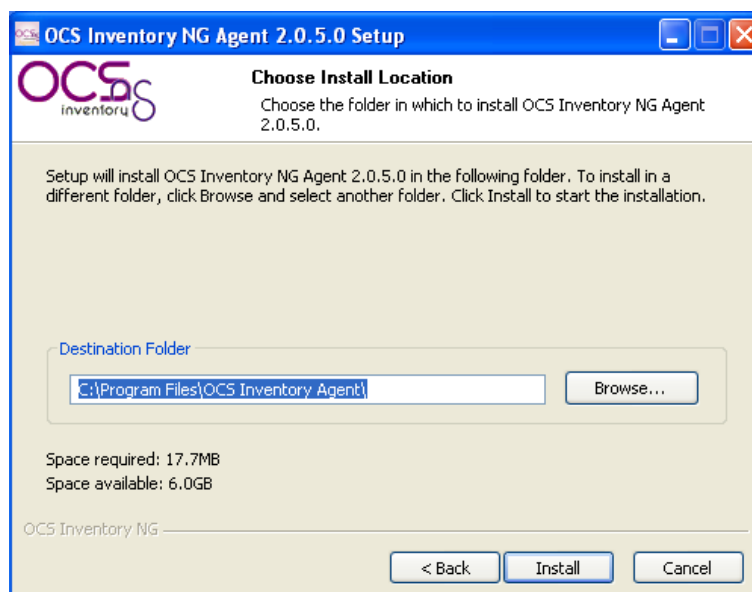 OCS Inventory NG Agent 2.0.5.0 Setup
OCS
NG
inventory
Choose Install Location
Choose the folder in which to install OCS Inventory NG Agent
2.0.5.0.
Setup will install OCS Inventory NG Agent 2.0.5.0 in the following folder. To install in a
different folder, click Browse and select another folder. Click Install to start the installation.
Destination Folder
C:\Program Files\OCS Inventory Agent\
Browse...
Space required: 17.7MB
Space available: 6.0GB
OCS Inventory NG
< Back
Install
Cancel